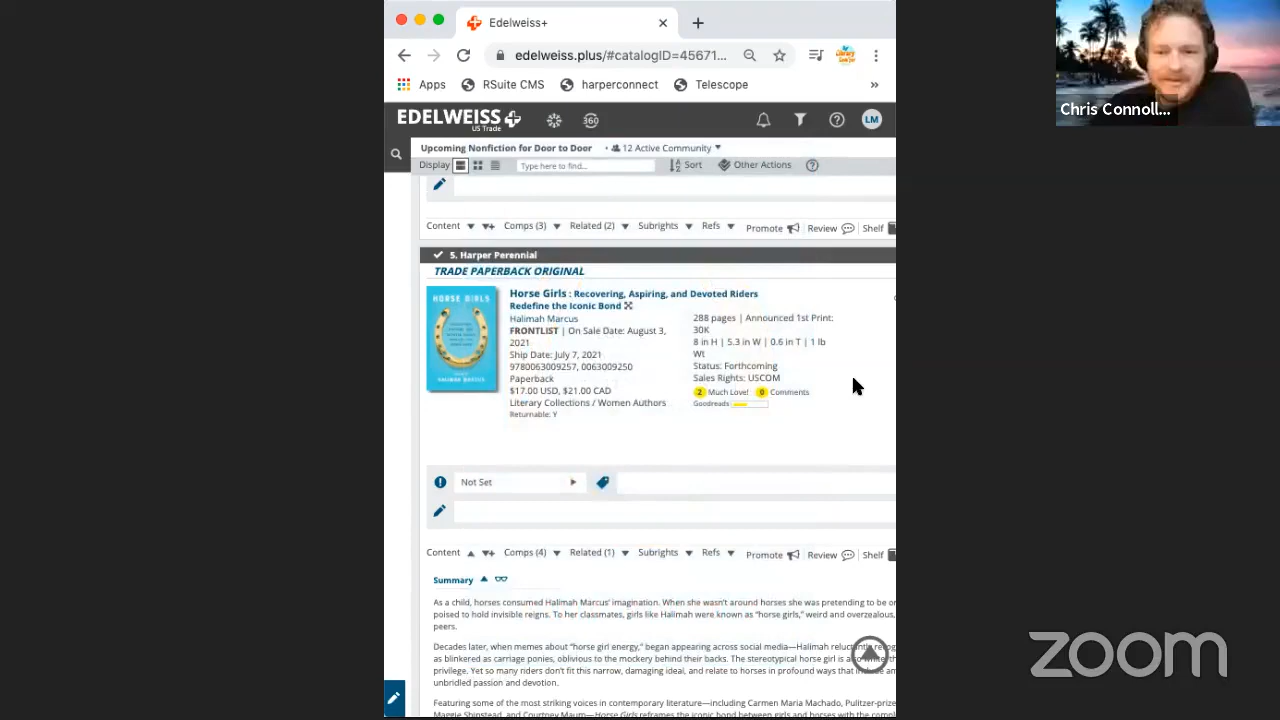 Edelweiss+
edelweiss.plus/#catalogID=45671...
Apps RSuite CMS harperconnect Telescope »
EDELWEISS
US Trade
360
LM
Upcoming Nonfiction for Door to Door • 12 Active Community
Display Type here to find... Sort Other Actions
Content Comps (3) Related (2) Subrights Refs Promote Review Shelf
5. Harper Perennial
TRADE PAPERBACK ORIGINAL
HORSE GIRLS
HALIMAH MARCUS
Horse Girls : Recovering, Aspiring, and Devoted Riders
Redefine the Iconic Bond
Halimah Marcus
FRONTLIST | On Sale Date: August 3,
2021
Ship Date: July 7, 2021
9780063009257, 0063009250
Paperback
$17.00 USD, $21.00 CAD
Literary Collections / Women Authors
Returnable: Y
288 pages | Announced 1st Print:
30K
8 in H | 5.3 in W | 0.6 in T | 1 lb
Wt
Status: Forthcoming
Sales Rights: USCOM
2 Much Love! 0 Comments
Goodreads
Not Set
Content Comps (4) Related (1) Subrights Refs Promote Review Shelf
Summary
As a child, horses consumed Halimah Marcus' imagination. When she wasn't around horses she was pretending to be
poised to hold invisible reigns. To her classmates, girls like Halimah were known as "horse girls," weird and overzealous,
peers.
Decades later, when memes about "horse girl energy," began appearing across social media—Halimah
as blinkered as carriage ponies, oblivious to the mockery behind their backs. The stereotypical horse girl is
privilege. Yet so many riders don't fit this narrow, damaging ideal, and relate to horses in profound ways that
unbridled passion and devotion.
Featuring some of the most striking voices in contemporary literature—including Carmen Maria Machado,
Maggie Shipstead, and Courtney Maum—Horse Girls reframes the iconic bond between girls and horses with the
Chris Connoll...
zoom